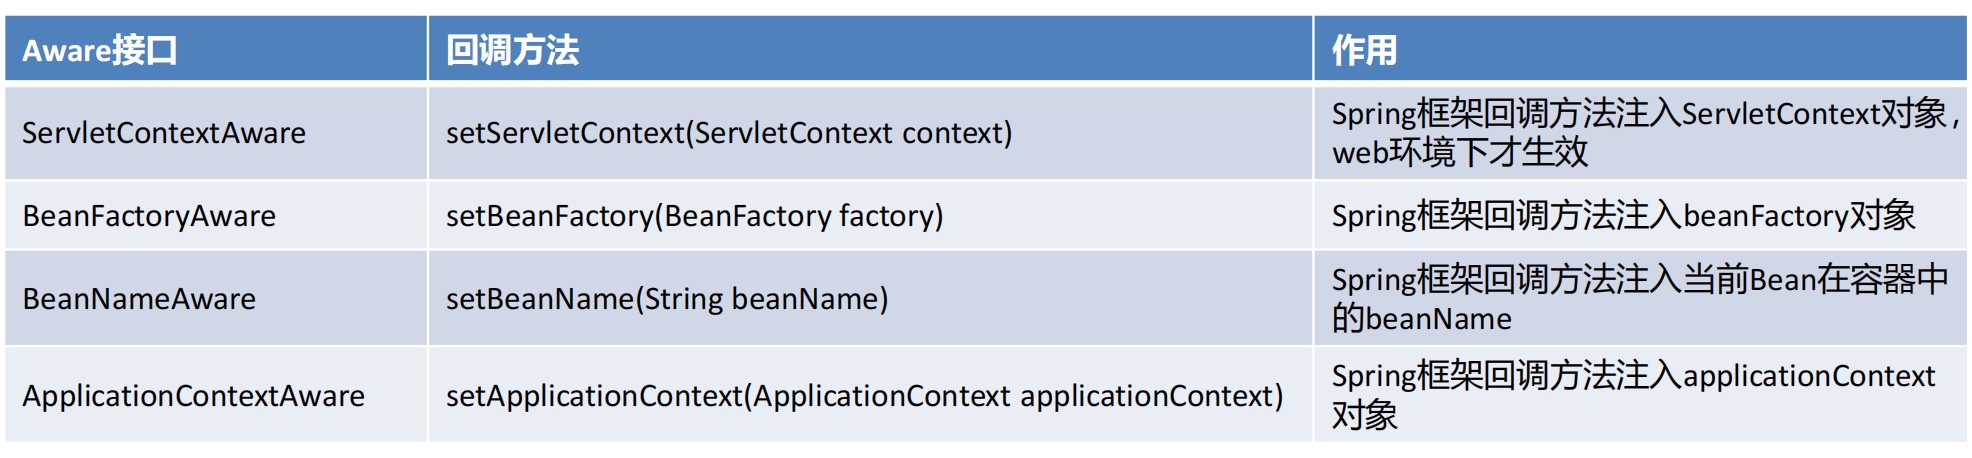 Aware接口 回调方法 作用
ServletContextAware setServletContext(ServletContext context) Spring框架回调方法注入ServletContext对象,
web环境下才生效
BeanFactoryAware setBeanFactory(BeanFactory factory) Spring框架回调方法注入beanFactory对象
BeanNameAware setBeanName(String beanName) Spring框架回调方法注入当前Bean在容器中
的beanName
ApplicationContextAware setApplicationContext(ApplicationContext applicationContext) Spring框架回调方法注入applicationContext
对象